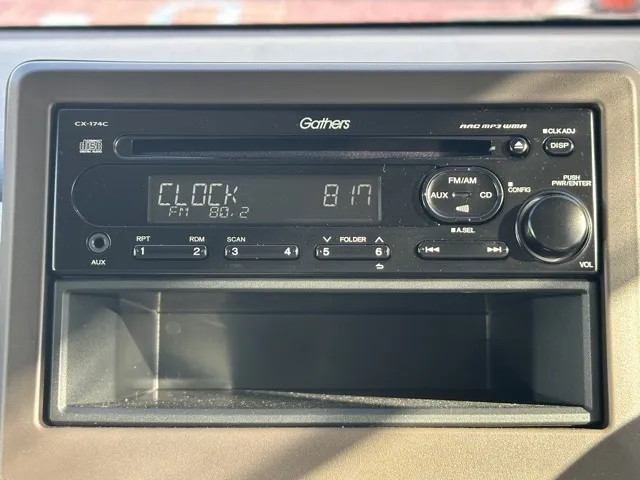 CX-174C
Gathers
AAC MP3 WMA
CLK ADJ
DISP
FM/AM
AUX
CD
CONFIG
PUSH
PWR/ENTER
CLOCK 817
FM 80.2
A.SEL
RPT RDM SCAN FOLDER
1 2 3 4 5 6
AUX
VOL